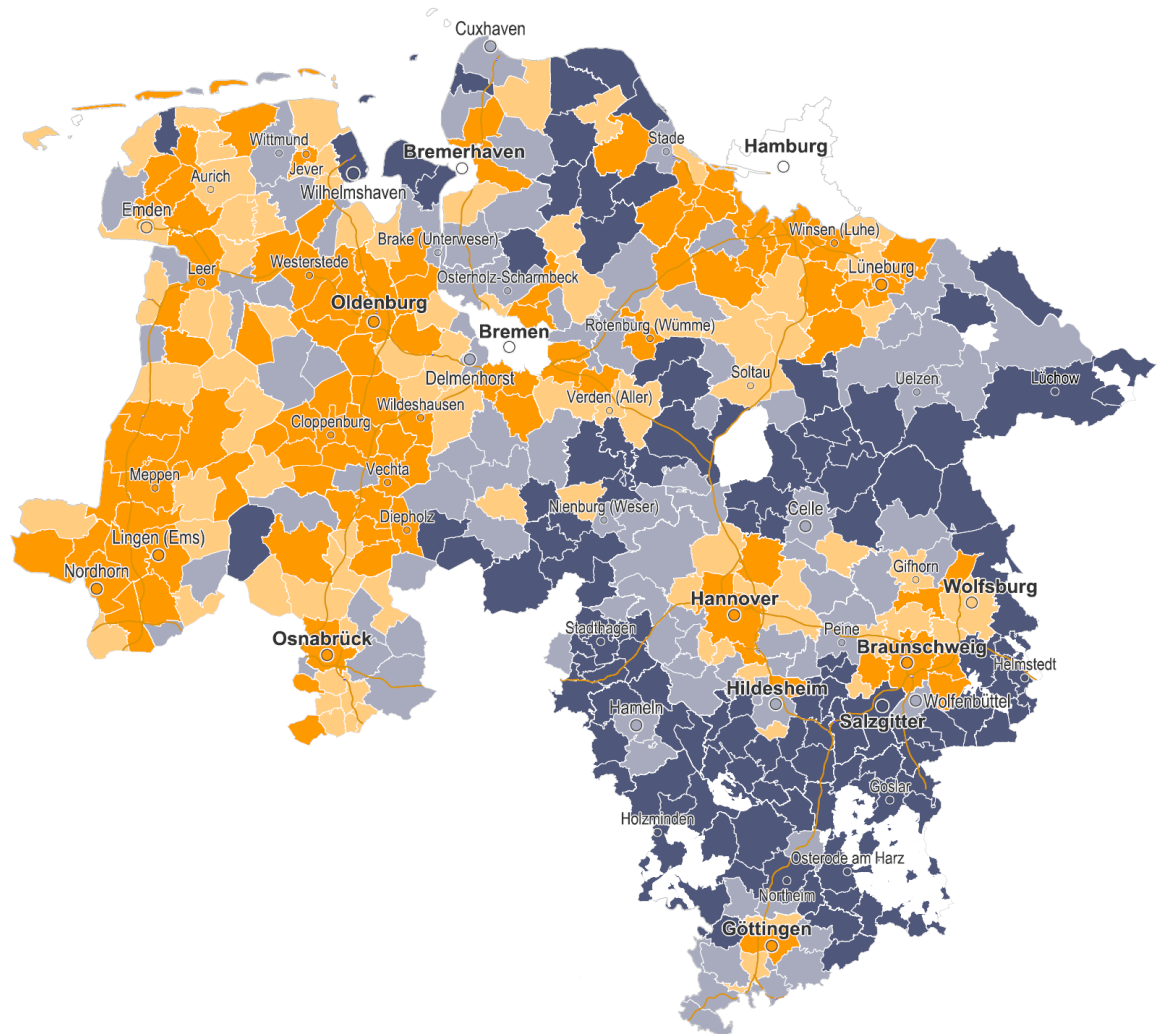 Cuxhaven
Stade
Hamburg
Wittmund
Bremerhaven
Jever
Aurich
Wilhelmshaven
Emden
Winsen (Luhe)
Brake (Unterweser)
Westerstede
Leer
Osterholz-Scharmbeck
Lüneburg
Oldenburg
Rotenburg (Wümme)
Bremen
Soltau
Delmenhorst
Uelzen
Lüchow
Verden (Aller)
Wildeshausen
Cloppenburg
Vechta
Meppen
Nienburg (Weser)
Celle
Diepholz
Lingen (Ems)
Gifhorn
Nordhorn
Wolfsburg
Hannover
Stadthagen
Peine
Osnabrück
Braunschweig
Helmstedt
Hildesheim
Wolfenbüttel
Hameln
Salzgitter
Goslar
Holzminden
Osterode am Harz
Northeim
Göttingen